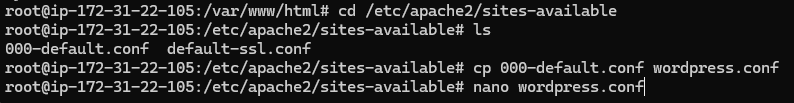 root@ip-172-31-22-105:/var/www/html# cd /etc/apache2/sites-available
root@ip-172-31-22-105:/etc/apache2/sites-available# ls
000-default.conf  default-ssl.conf
root@ip-172-31-22-105:/etc/apache2/sites-available# cp 000-default.conf wordpress.conf
root@ip-172-31-22-105:/etc/apache2/sites-available# nano wordpress.conf